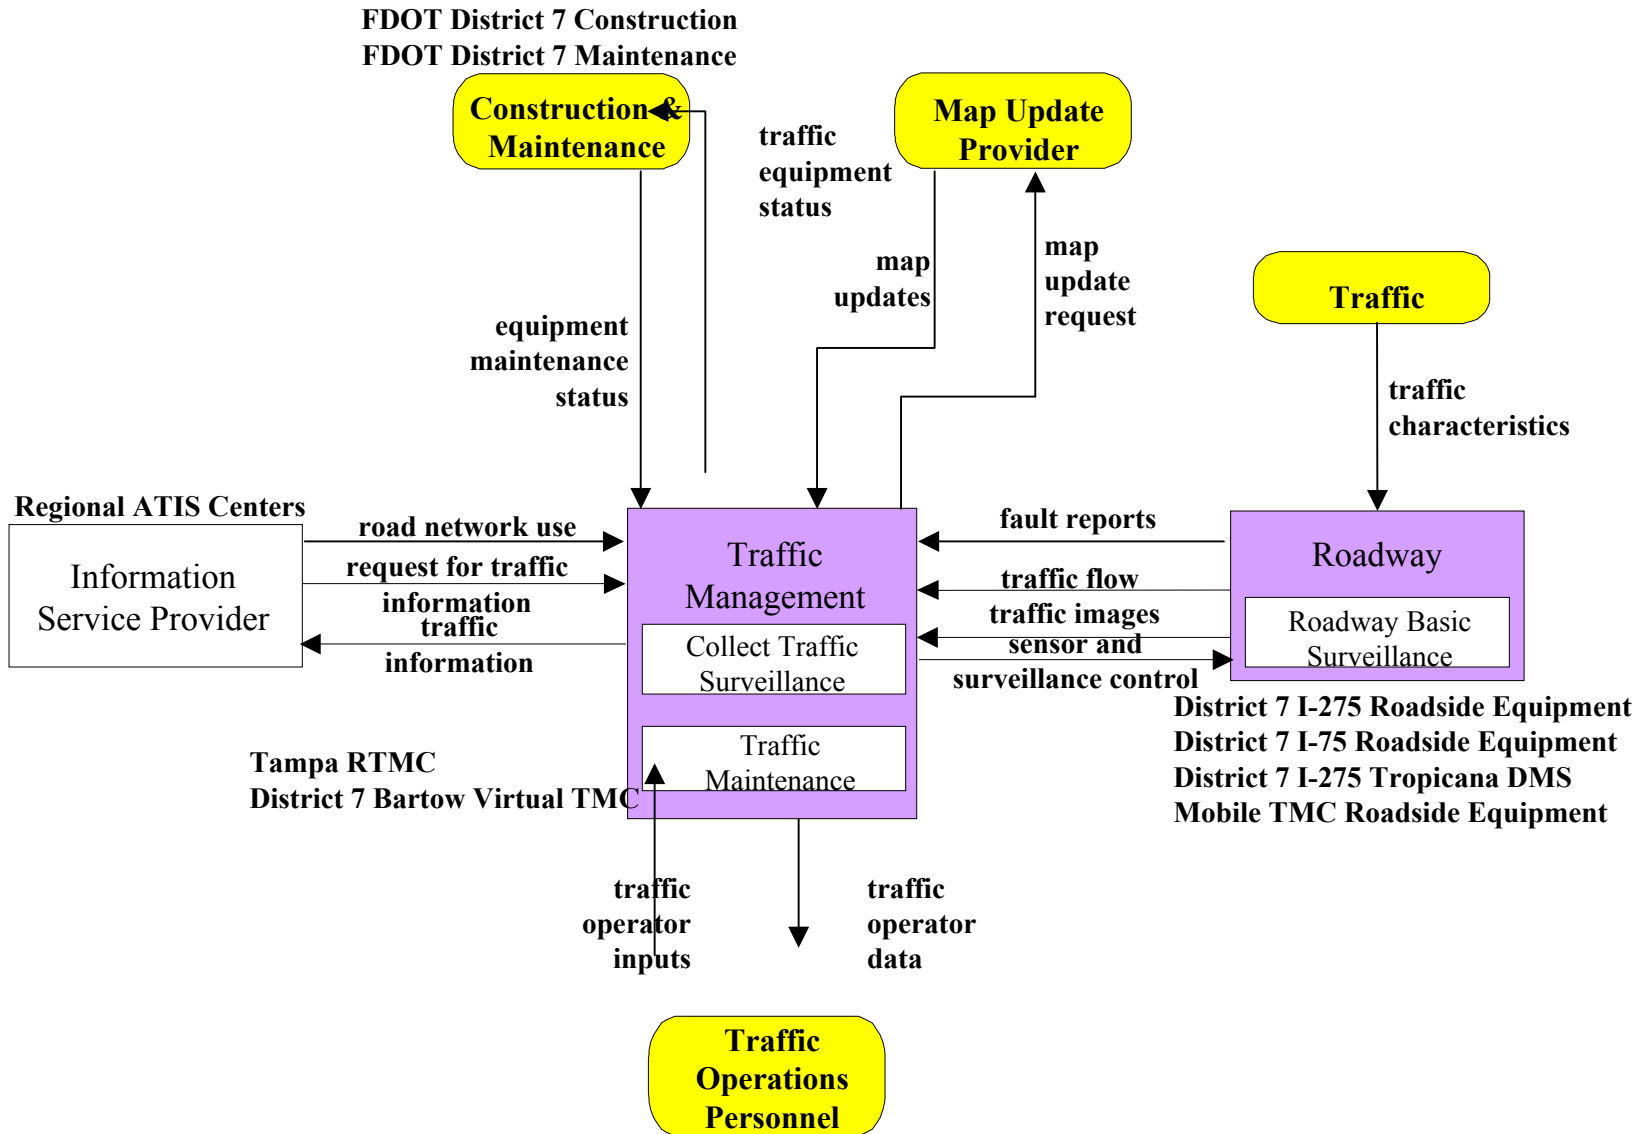 FDOT District 7 Construction
FDOT District 7 Maintenance
Construction &
Maintenance
Map Update
Provider
traffic
equipment
status
map
updates
map
update
request
Traffic
equipment
maintenance
status
traffic
characteristics
Regional ATIS Centers
Information
Service Provider
road network use
request for traffic
information
traffic
information
Traffic
Management
Collect Traffic
Surveillance
Traffic
Maintenance
fault reports
traffic flow
traffic images
sensor and
surveillance control
Roadway
Roadway Basic
Surveillance
District 7 I-275 Roadside Equipment
District 7 I-75 Roadside Equipment
District 7 I-275 Tropicana DMS
Mobile TMC Roadside Equipment
Tampa RTMC
District 7 Bartow Virtual TMC
traffic
operator
inputs
traffic
operator
data
Traffic
Operations
Personnel